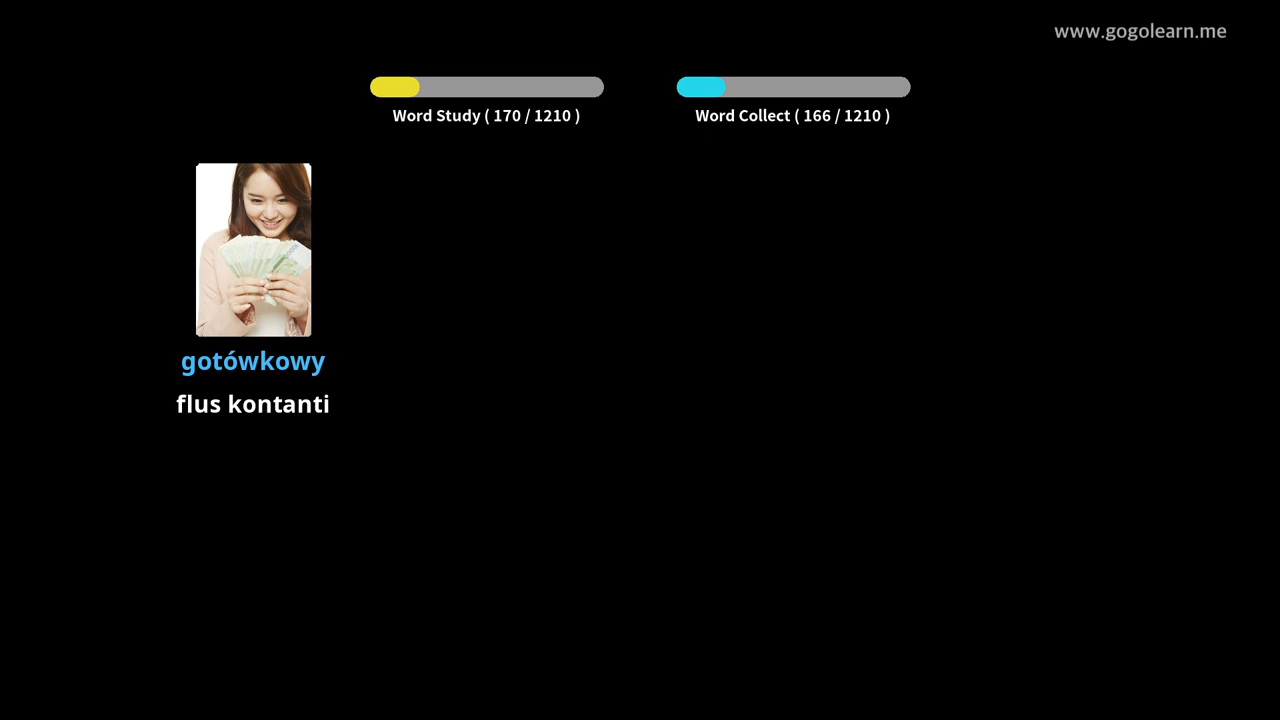 www.gogolearn.me
Word Study ( 170 / 1210 )
Word Collect ( 166 / 1210 )
gotówkowy
flus kontanti